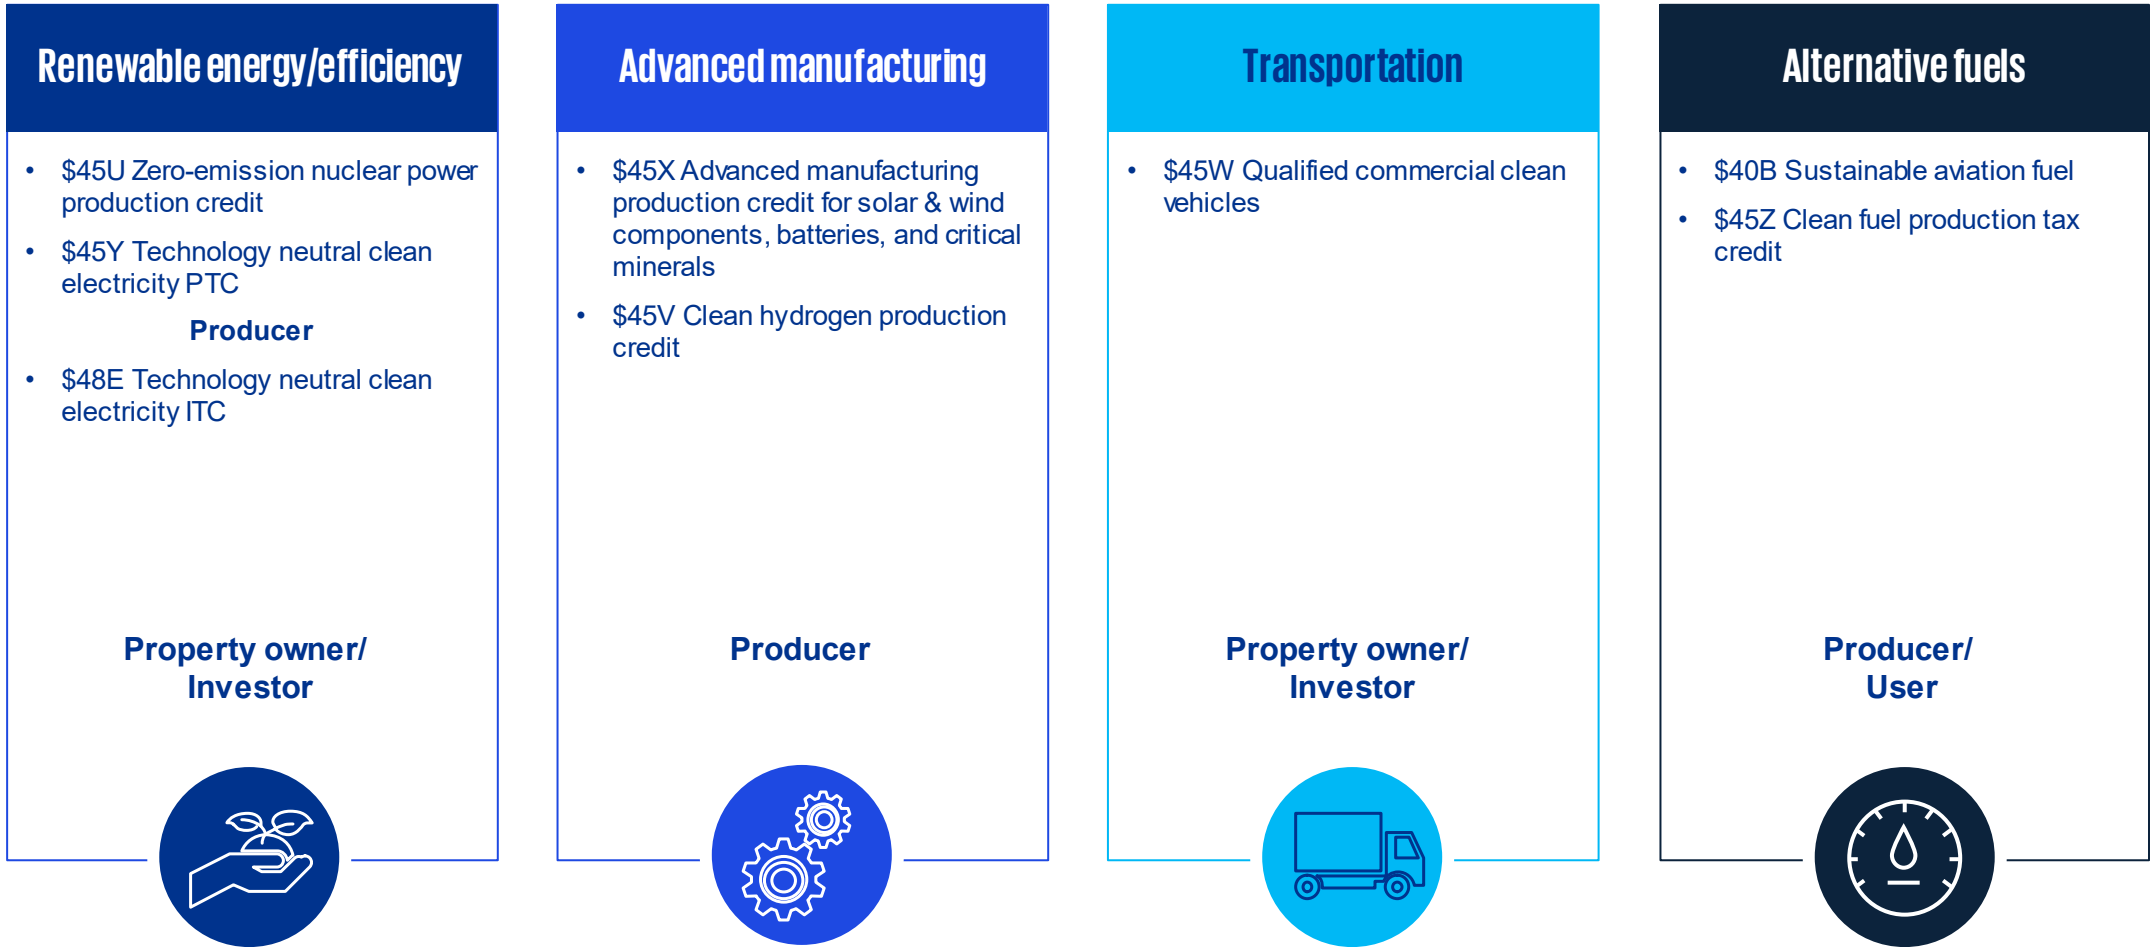 Renewable energy/efficiency
• $45U Zero-emission nuclear power
production credit
• $45Y Technology neutral clean
electricity PTC
Producer
• $48E Technology neutral clean
electricity ITC
Property owner/
Investor
Advanced manufacturing
• $45X Advanced manufacturing
production credit for solar & wind
components, batteries, and critical
minerals
• $45V Clean hydrogen production
credit
Producer
Transportation
• $45W Qualified commercial clean
vehicles
Property owner/
Investor
Alternative fuels
• $40B Sustainable aviation fuel
• $45Z Clean fuel production tax
credit
Producer/
User